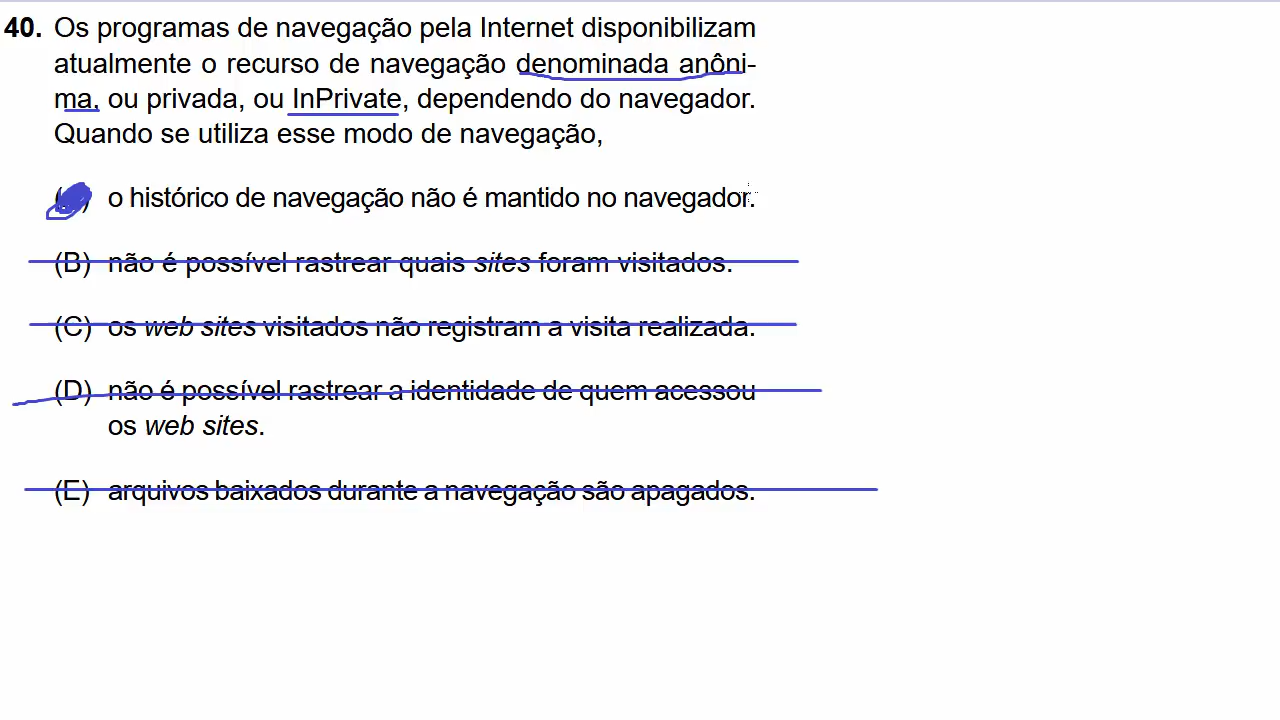 40. Os programas de navegação pela Internet disponibilizam
atualmente o recurso de navegação denominada anôni-
ma, ou privada, ou InPrivate, dependendo do navegador.
Quando se utiliza esse modo de navegação,
o histórico de navegação não é mantido no navegador.
(B) não é possível rastrear quais sites foram visitados.
(C) os web sites visitados não registram a visita realizada.
(D) não é possível rastrear a identidade de quem acessou
os web sites.
(E) arquivos baixados durante a navegação são apagados.